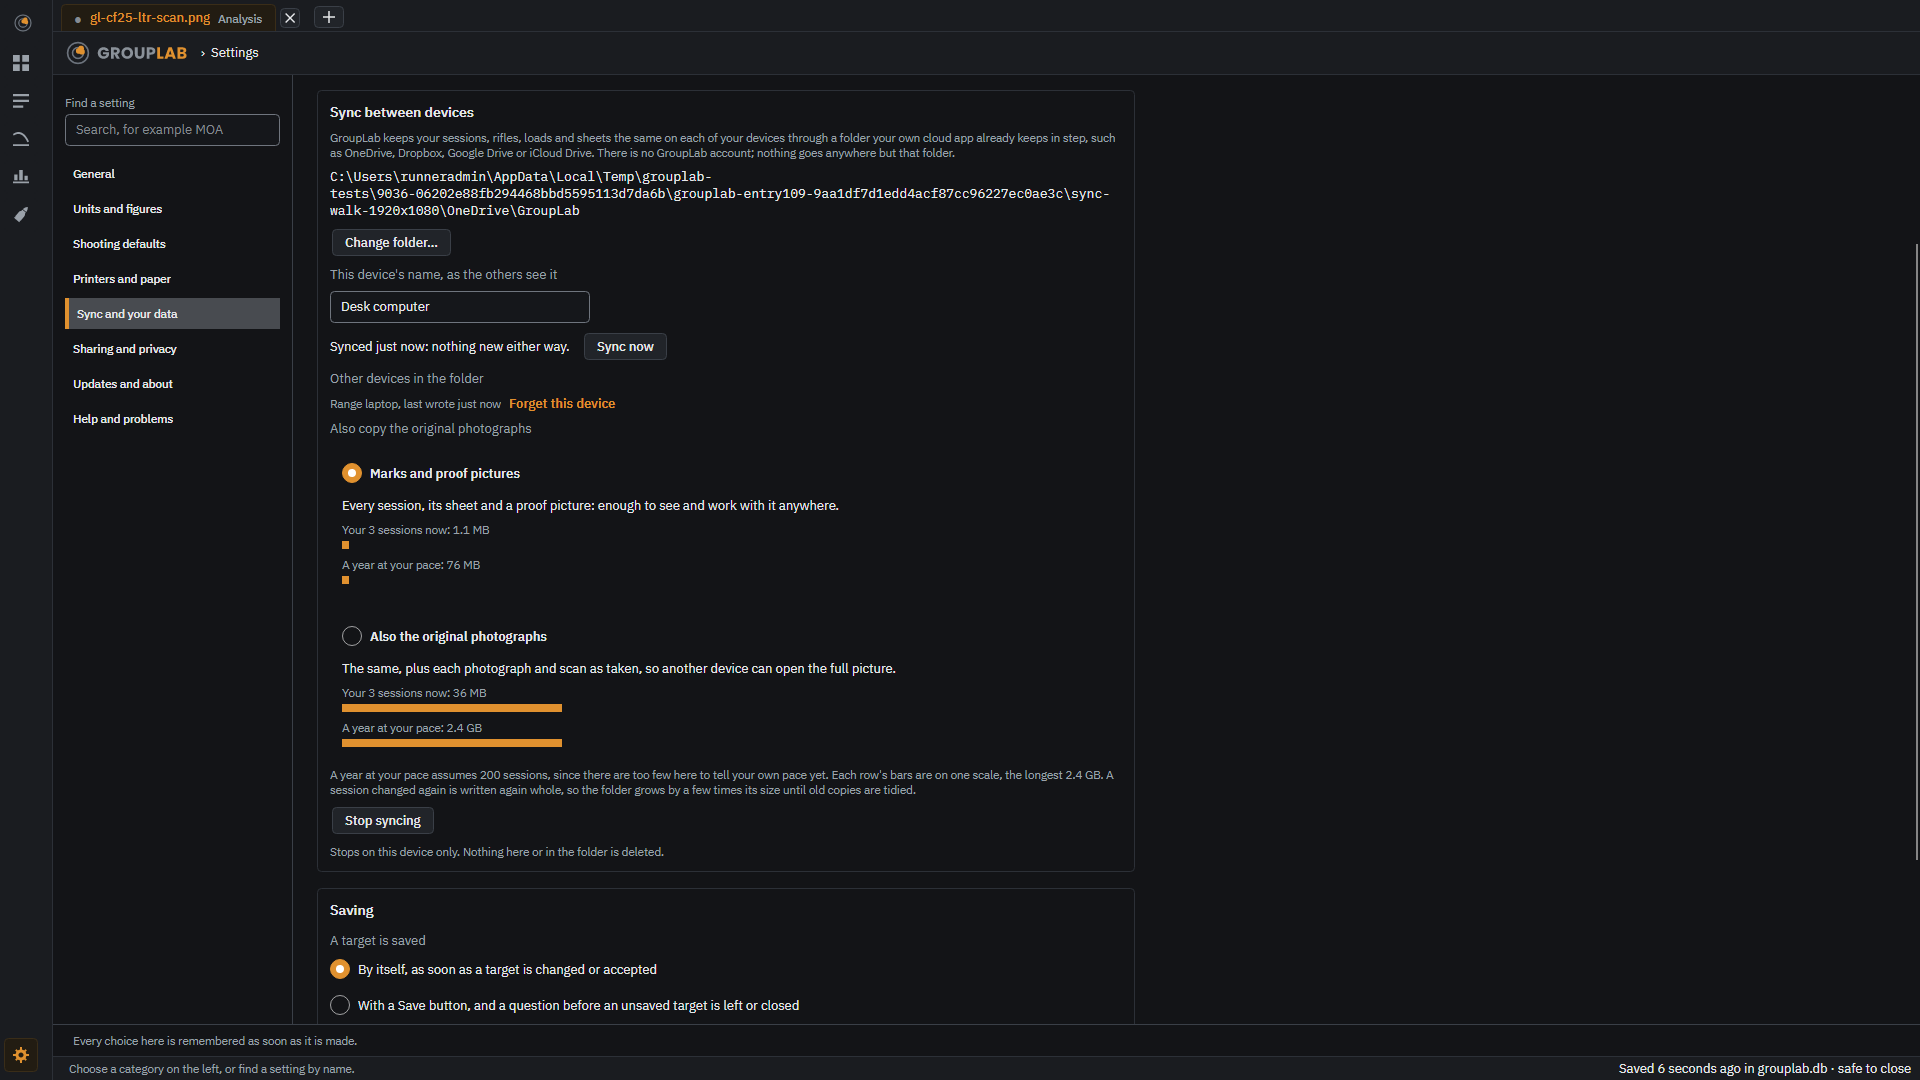 gl-cf25-ltr-scan.png Analysis
GROUPLAB › Settings
Find a setting
Search, for example MOA
General
Units and figures
Shooting defaults
Printers and paper
Sync and your data
Sharing and privacy
Updates and about
Help and problems
Sync between devices
GroupLab keeps your sessions, rifles, loads and sheets the same on each of your devices through a folder your own cloud app already keeps in step, such
as OneDrive, Dropbox, Google Drive or iCloud Drive. There is no GroupLab account; nothing goes anywhere but that folder.
C:\Users\runneradmin\AppData\Local\Temp\grouplab-
tests\9036-06202e88fb294468bbd5595113d7da6b\grouplab-entry109-9aa1df7d1edd4acf87cc96227ec0ae3c\sync-
walk-1920x1080\OneDrive\GroupLab
Change folder...
This device's name, as the others see it
Desk computer
Synced just now: nothing new either way. Sync now
Other devices in the folder
Range laptop, last wrote just now Forget this device
Also copy the original photographs
Marks and proof pictures
Every session, its sheet and a proof picture: enough to see and work with it anywhere.
Your 3 sessions now: 1.1 MB
A year at your pace: 76 MB
Also the original photographs
The same, plus each photograph and scan as taken, so another device can open the full picture.
Your 3 sessions now: 36 MB
A year at your pace: 2.4 GB
A year at your pace assumes 200 sessions, since there are too few here to tell your own pace yet. Each row's bars are on one scale, the longest 2.4 GB. A
session changed again is written again whole, so the folder grows by a few times its size until old copies are tidied.
Stop syncing
Stops on this device only. Nothing here or in the folder is deleted.
Saving
A target is saved
By itself, as soon as a target is changed or accepted
With a Save button, and a question before an unsaved target is left or closed
Every choice here is remembered as soon as it is made.
Choose a category on the left, or find a setting by name.
Saved 6 seconds ago in grouplab.db · safe to close